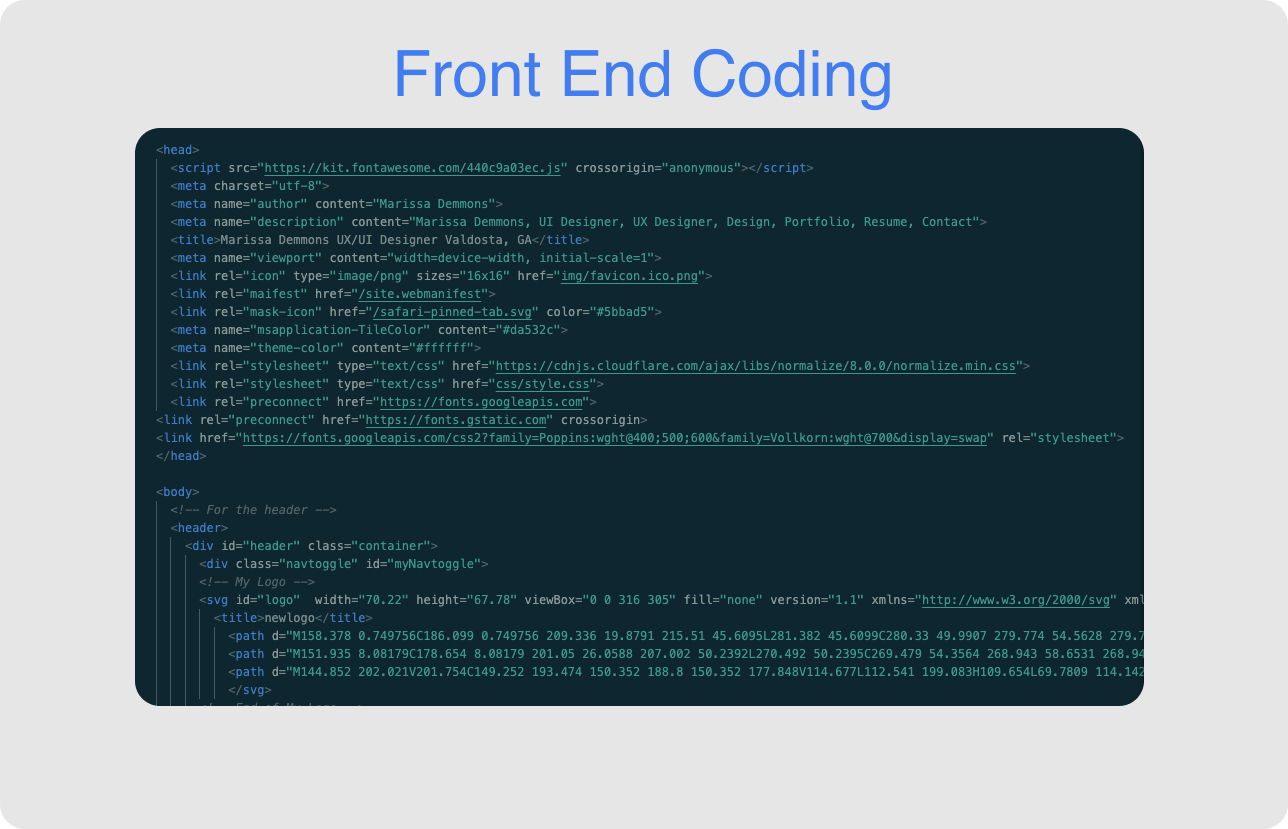 Front End Coding
<head>
<script src="https://kit.fontawesome.com/440c9a03ec.js" crossorigin="anonymous"></script>
<meta charset="utf-8">
<meta name="author" content="Marissa Demmons">
<meta name="description" content="Marissa Demmons, UI Designer, UX Designer, Design, Portfolio, Resume, Contact">
<title>Marissa Demmons UX/UI Designer Valdosta, GA</title>
<meta name="viewport" content="width=device-width, initial-scale=1">
<link rel="icon" type="image/png" sizes="16x16" href="img/favicon.ico.png">
<link rel="maifest" href="/site.webmanifest">
<link rel="mask-icon" href="/safari-pinned-tab.svg" color="#5bbad5">
<meta name="msapplication-TileColor" content="#da532c">
<meta name="theme-color" content="#ffffff">
<link rel="stylesheet" type="text/css" href="https://cdnjs.cloudflare.com/ajax/libs/normalize/8.0.0/normalize.min.css">
<link rel="stylesheet" type="text/css" href="css/style.css">
<link rel="preconnect" href="https://fonts.googleapis.com">
<link rel="preconnect" href="https://fonts.gstatic.com" crossorigin>
<link href="https://fonts.googleapis.com/css2?family=Poppins:wght@400;500;600&family=Vollkorn:wght@700&display=swap" rel="stylesheet">
</head>
<body>
<!-- For the header -->
<header>
<div id="header" class="container">
<div class="navtoggle" id="myNavtoggle">
<!-- My Logo -->
<svg id="logo"  width="70.22" height="67.78" viewBox="0 0 316 305" fill="none" version="1.1" xmlns="http://www.w3.org/2000/svg" xml
<title>newlogo</title>
<path d="M158.378 0.749756C186.099 0.749756 209.336 19.8791 215.51 45.6095L281.382 45.6099C280.33 49.9907 279.774 54.5628 279.7
<path d="M151.935 8.08179C178.654 8.08179 201.05 26.0588 207.002 50.2392L270.492 50.2395C269.479 54.3564 268.943 58.6531 268.94
<path d="M144.852 202.021V201.754C149.252 193.474 150.352 188.8 150.352 177.848V114.677L112.541 199.083H109.654L69.7809 114.142
</svg>